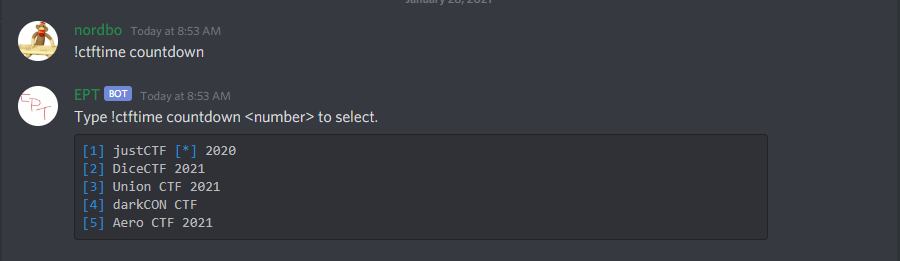 January 28, 2021
nordbo Today at 8:53 AM
!ctftime countdown
EPT
EPT BOT Today at 8:53 AM
Type !ctftime countdown <number> to select.
[1] justCTF [*] 2020
[2] DiceCTF 2021
[3] Union CTF 2021
[4] darkCON CTF
[5] Aero CTF 2021